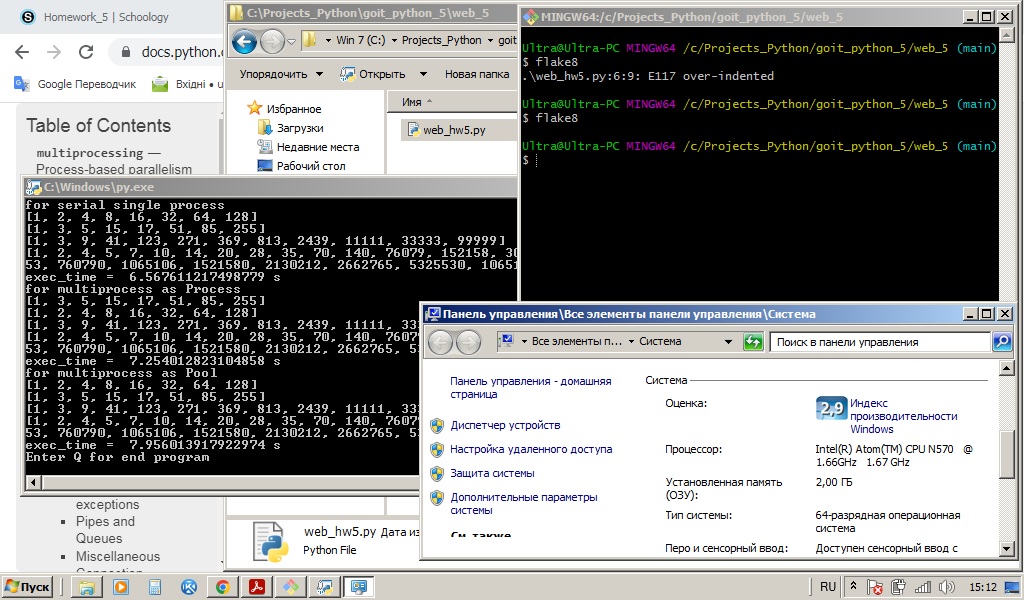 Homework_5 | Schoology
docs.python.
Google Переводчик
Вхідні
Table of Contents
multiprocessing —
Process-based parallelism
exceptions
Pipes and
Queues
Miscellaneous
C:\Projects_Python\goit_python_5\web_5
Win 7 (C:)
Projects_Python
goit
Упорядочить
Открыть
Новая папка
Избранное
Загрузки
Недавние места
Рабочий стол
Имя
web_hw5.py
web_hw5.py Дата из
Python File
MINGW64:/c/Projects_Python/goit_python_5/web_5
Ultra@Ultra-PC MINGW64 /c/Projects_Python/goit_python_5/web_5 (main)
$ flake8
.\web_hw5.py:6:9: E117 over-indented
Ultra@Ultra-PC MINGW64 /c/Projects_Python/goit_python_5/web_5 (main)
$ flake8
Ultra@Ultra-PC MINGW64 /c/Projects_Python/goit_python_5/web_5 (main)
$
C:\Windows\py.exe
for serial single process
[1, 2, 4, 8, 16, 32, 64, 128]
[1, 3, 5, 15, 17, 51, 85, 255]
[1, 3, 9, 41, 123, 271, 369, 813, 2439, 11111, 33333, 99999]
[1, 2, 4, 5, 7, 10, 14, 20, 28, 35, 70, 140, 76079, 152158, 30
53, 760790, 1065106, 1521580, 2130212, 2662765, 5325530, 1065
exec_time = 6.567611217498779 s
for multiprocess as Process
[1, 3, 5, 15, 17, 51, 85, 255]
[1, 3, 9, 41, 123, 271, 369, 813, 2439, 11111, 33
[1, 2, 4, 8, 16, 32, 64, 128]
[1, 2, 4, 5, 7, 10, 14, 20, 28, 35, 70, 140, 7607
53, 760790, 1065106, 1521580, 2130212, 2662765, 5
exec_time = 7.254012823104858 s
for multiprocess as Pool
[1, 2, 4, 8, 16, 32, 64, 128]
[1, 3, 5, 15, 17, 51, 85, 255]
[1, 3, 9, 41, 123, 271, 369, 813, 2439, 11111, 33
[1, 2, 4, 5, 7, 10, 14, 20, 28, 35, 70, 140, 7607
53, 760790, 1065106, 1521580, 2130212, 2662765, 5
exec_time = 7.956013917922974 s
Enter Q for end program
Панель управления\Все элементы панели управления\Система
Все элементы п...
Система
Поиск в панели управления
Панель управления - домашняя
страница
Диспетчер устройств
Настройка удаленного доступа
Защита системы
Дополнительные параметры
системы
См. также
Система
Оценка:
2,9 Индекс
производительности
Windows
Процессор:
Intel(R) Atom(TM) CPU N570 @
1.66GHz 1.67 GHz
Установленная память
(ОЗУ):
2,00 ГБ
Тип системы:
64-разрядная операционная
система
Перо и сенсорный ввод:
Доступен сенсорный ввод с
Пуск
RU
15:12